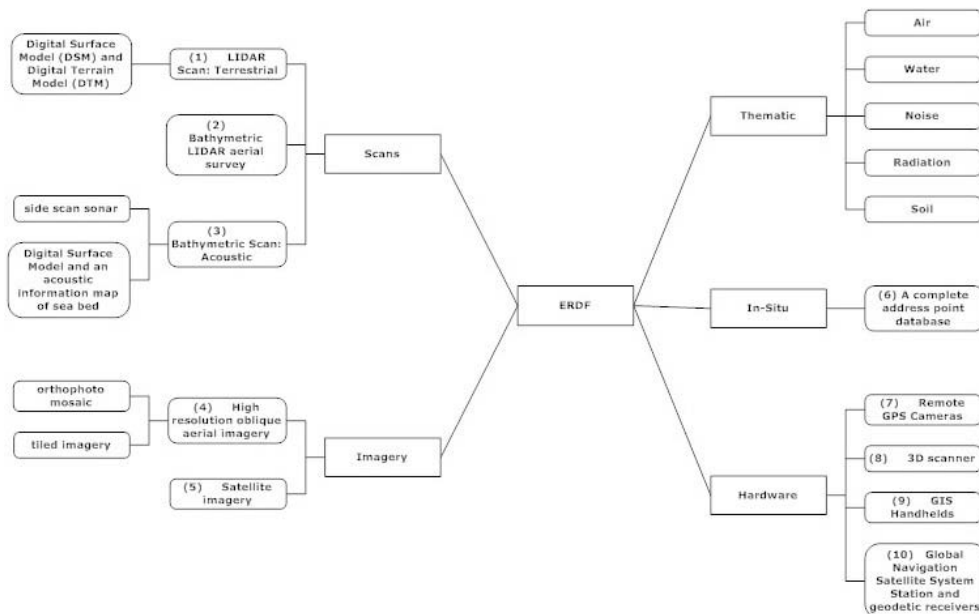 Digital Surface
Model (DSM) and
Digital Terrain
Model (DTM)
(1) LIDAR
Scan: Terrestrial
(2)
Bathymetric
LIDAR aerial
survey
Scans
side scan sonar
(3)
Bathymetric Scan:
Acoustic
Digital Surface
Model and an
acoustic
information map
of sea bed
orthophoto
mosaic
tiled imagery
(4) High
resolution oblique
aerial imagery
(5) Satellite
imagery
Imagery
ERDF
Thematic
Air
Water
Noise
Radiation
Soil
In-Situ
(6) A complete
address point
database
Hardware
(7) Remote
GPS Cameras
(8) 3D scanner
(9) GIS
Handhelds
(10) Global
Navigation
Satellite System
Station and
geodetic receivers